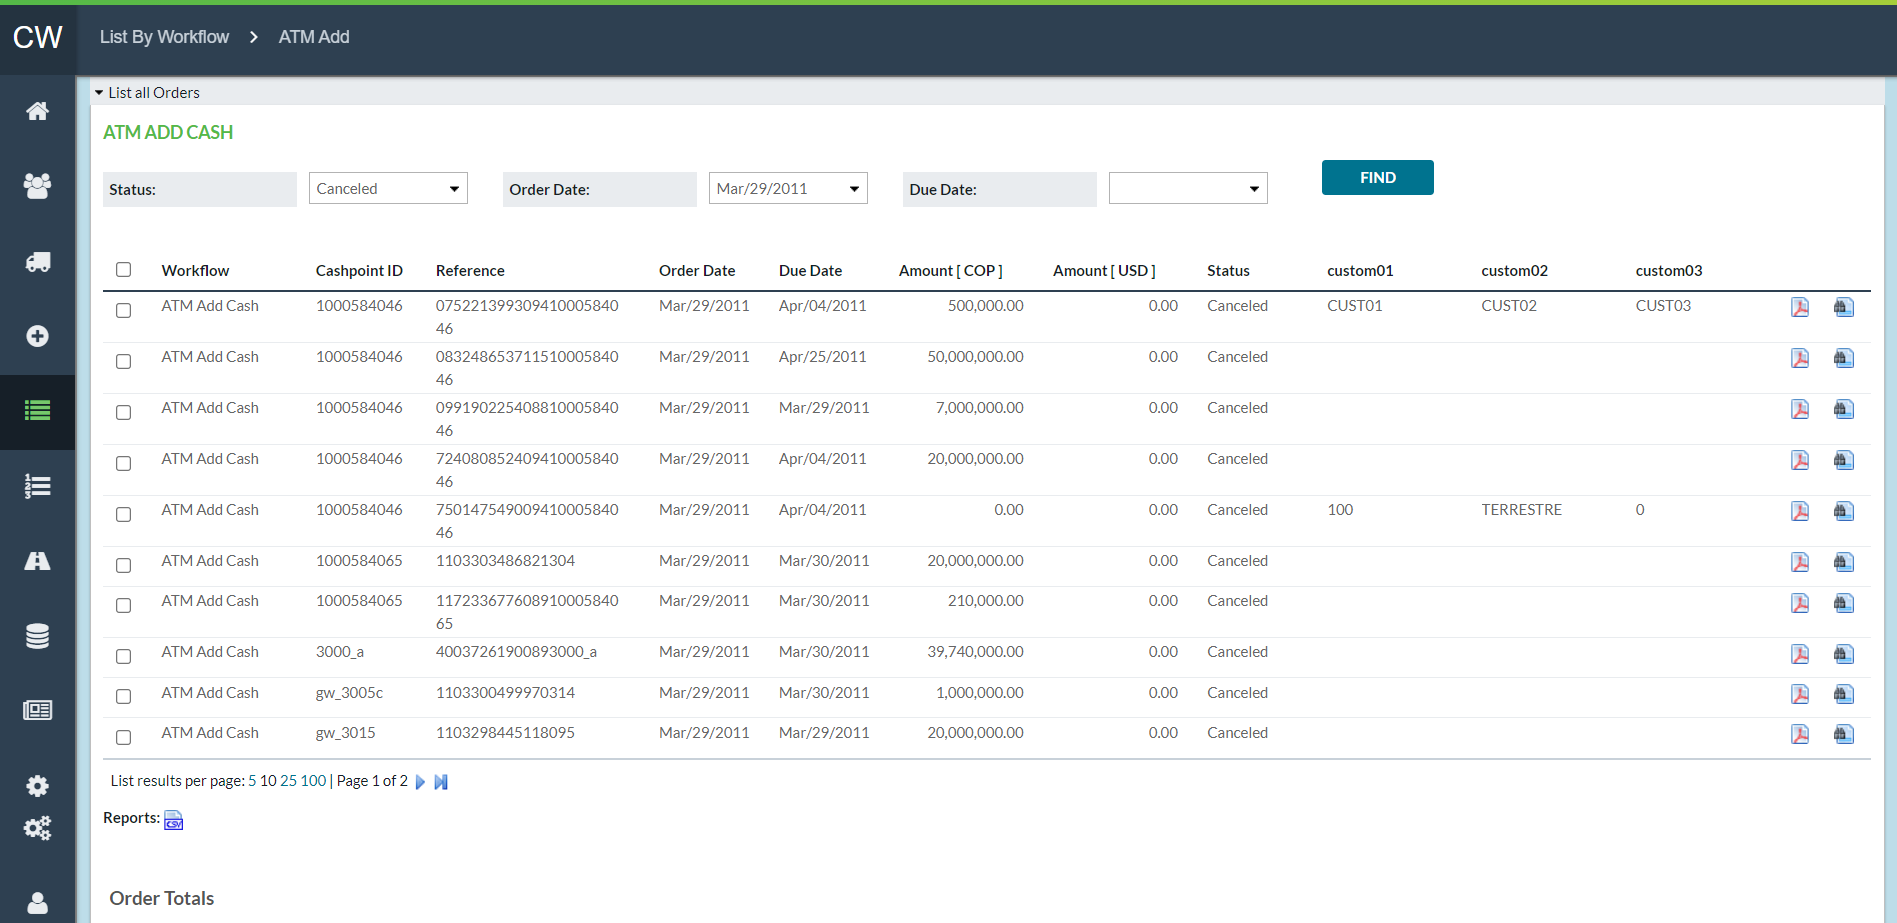 CW
List By Workflow
ATM Add
List all Orders
ATM ADD CASH
Status: Canceled Order Date: Mar/29/2011 Due Date: FIND
Workflow Cashpoint ID Reference Order Date Due Date Amount [ COP ] Amount [ USD ] Status custom01 custom02 custom03
ATM Add Cash 1000584046 075221399309410005840 Mar/29/2011 Apr/04/2011 500,000.00 0.00 Canceled CUST01 CUST02 CUST03
46
ATM Add Cash 1000584046 083248653711510005840 Mar/29/2011 Apr/25/2011 50,000,000.00 0.00 Canceled
46
ATM Add Cash 1000584046 099190225408810005840 Mar/29/2011 Mar/29/2011 7,000,000.00 0.00 Canceled
46
ATM Add Cash 1000584046 724080852409410005840 Mar/29/2011 Apr/04/2011 20,000,000.00 0.00 Canceled
46
ATM Add Cash 1000584046 750147549009410005840 Mar/29/2011 Apr/04/2011 0.00 0.00 Canceled 100 TERRESTRE 0
46
ATM Add Cash 1000584065 1103303486821304 Mar/29/2011 Mar/30/2011 20,000,000.00 0.00 Canceled
ATM Add Cash 1000584065 117233677608910005840 Mar/29/2011 Mar/30/2011 210,000.00 0.00 Canceled
65
ATM Add Cash 3000_a 40037261900893000_a Mar/29/2011 Mar/30/2011 39,740,000.00 0.00 Canceled
ATM Add Cash gw_3005c 1103300499970314 Mar/29/2011 Mar/30/2011 1,000,000.00 0.00 Canceled
ATM Add Cash gw_3015 1103298445118095 Mar/29/2011 Mar/29/2011 20,000,000.00 0.00 Canceled
List results per page: 5 10 25 100 | Page 1 of 2
Reports: CSV
Order Totals